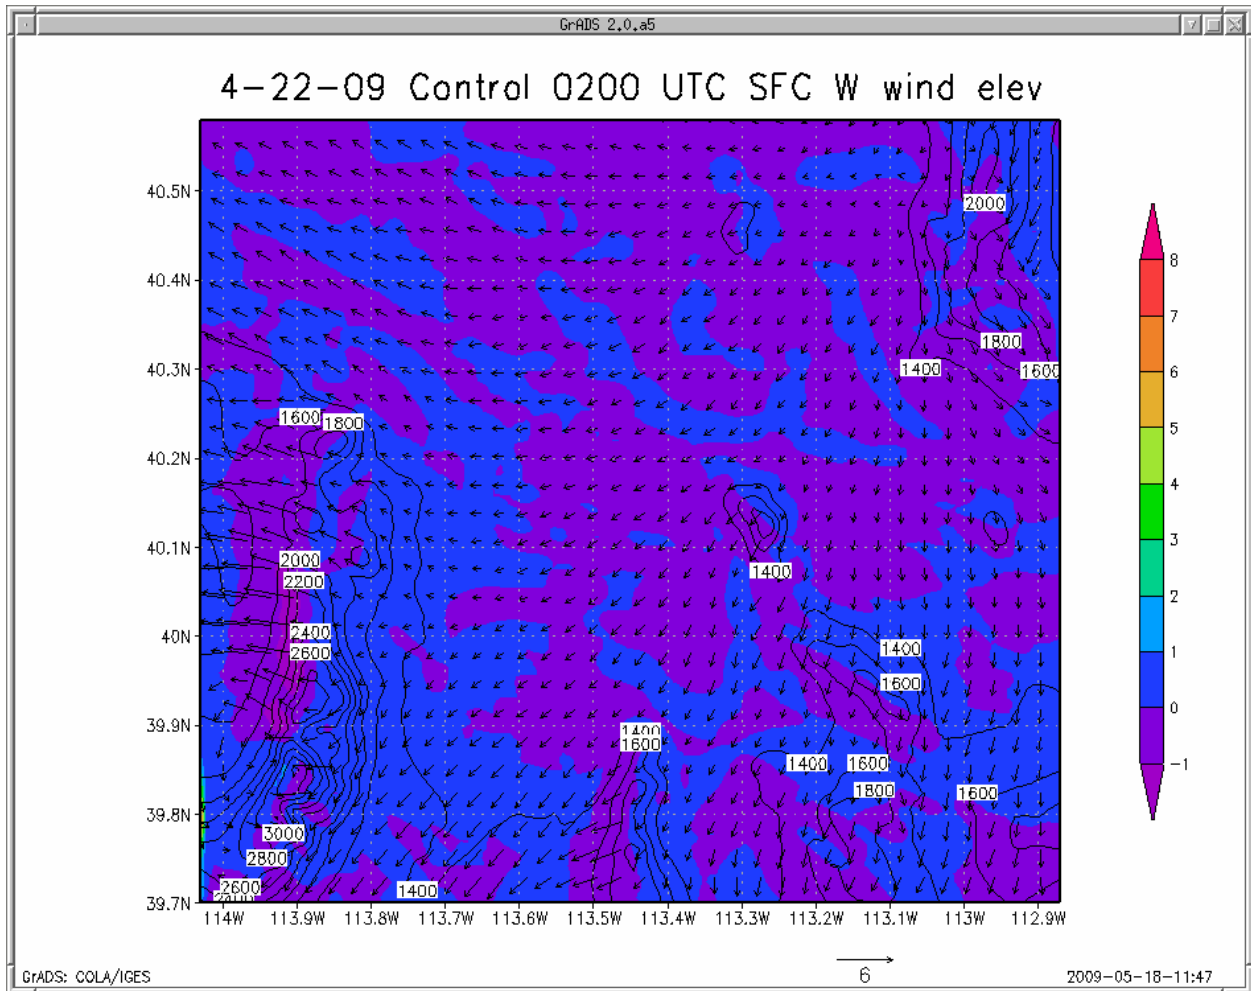 GrADS 2.0.a5
4-22-09 Control 0200 UTC SFC W wind elev
40.5N
40.4N
40.3N
40.2N
40.1N
40N
39.9N
39.8N
39.7N
2000
1800
1400
1600
1600
1800
2000
2200
2400
2600
1400
1400
1600
1400
1600
1400
1600
1800
1600
3000
2800
2600
1400
114W 113.9W 113.8W 113.7W 113.6W 113.5W 113.4W 113.3W 113.2W 113.1W 113W 112.9W
8
7
6
5
4
3
2
1
0
-1
6
GrADS: COLA/IGES
2009-05-18-11:47